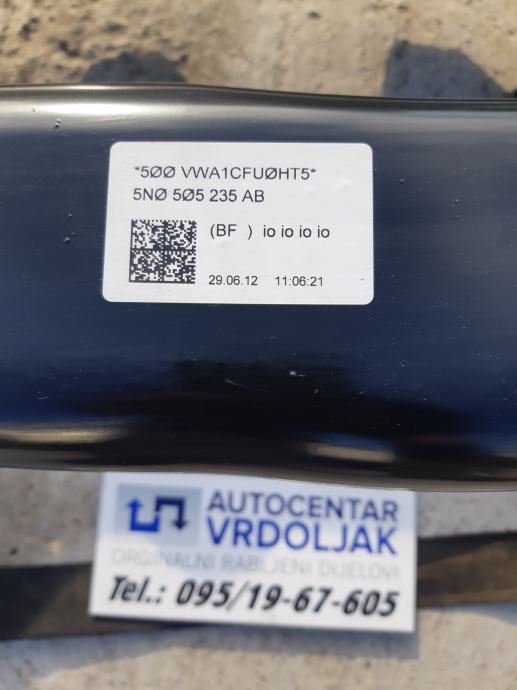 *5ØØ VWA1CFUØHT5*
5NØ 5Ø5 235 AB
(BF ) io io io io
29.06.12 11:06:21
AUTOCENTAR
VRDOLJAK
ORGINALNI RABLJENI DIJELOVI
Tel.: 095/19-67-605